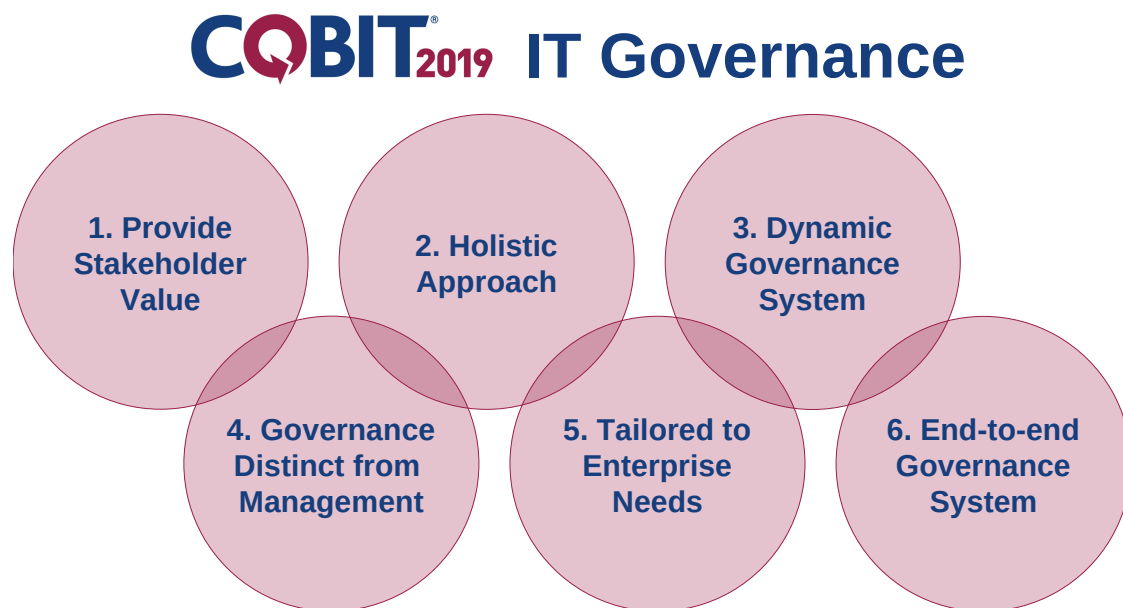 COBIT® 2019 IT Governance
1. Provide
Stakeholder
Value
2. Holistic
Approach
3. Dynamic
Governance
System
4. Governance
Distinct from
Management
5. Tailored to
Enterprise
Needs
6. End-to-end
Governance
System